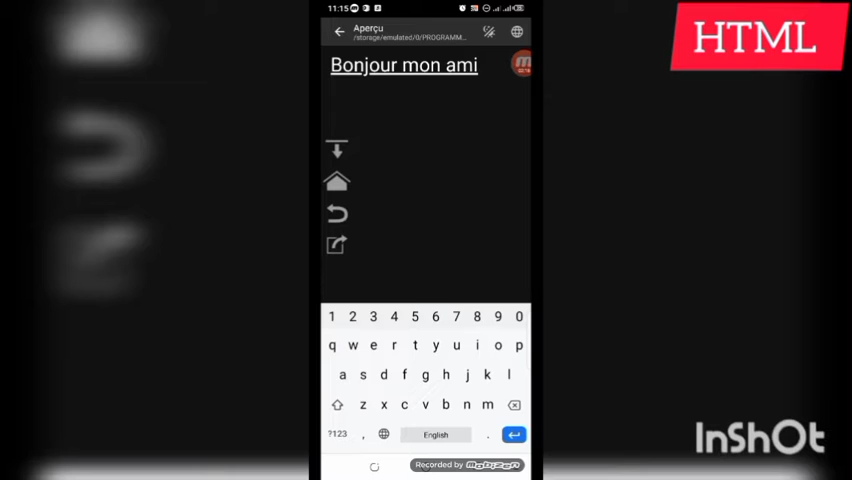 11:15
Aperçu
/storage/emulated/0/PROGRAMM...
HTML
Bonjour mon ami
1 2 3 4 5 6 7 8 9 0
q w e r t y u i o p
a s d f g h j k l
z x c v b n m
?123 , English .
Recorded by mobizen
InShOt